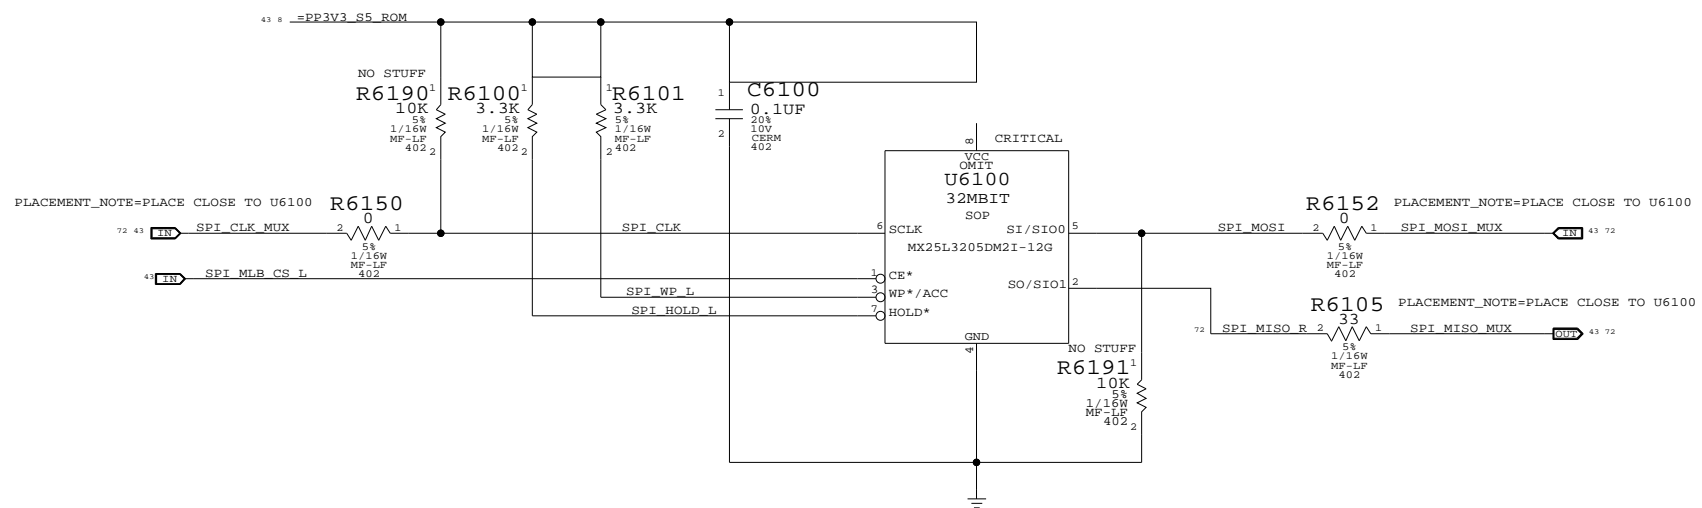 43 8 =PP3V3_S5_ROM
NO STUFF
R6190
1
10K
5%
1/16W
MF-LF
402
2
R6100
1
3.3K
5%
1/16W
MF-LF
402
2
R6101
1
3.3K
5%
1/16W
MF-LF
402
2
C6100
1
0.1UF
20%
10V
CERM
402
2
8
CRITICAL
VCC
OMIT
U6100
32MBIT
SOP
MX25L3205DM2I-12G
6 SCLK
1 CE*
3 WP*/ACC
7 HOLD*
SI/SIO0 5
SO/SIO1 2
GND
4
PLACEMENT_NOTE=PLACE CLOSE TO U6100
R6150
0
72 43 IN SPI_CLK_MUX 2 1 SPI_CLK
5%
1/16W
MF-LF
402
43 IN SPI_MLB_CS_L
SPI_WP_L
SPI_HOLD_L
R6152
PLACEMENT_NOTE=PLACE CLOSE TO U6100
0
SPI_MOSI 2 1 SPI_MOSI_MUX IN 43 72
5%
1/16W
MF-LF
402
R6105
PLACEMENT_NOTE=PLACE CLOSE TO U6100
33
72 SPI_MISO_R 2 1 SPI_MISO_MUX OUT 43 72
5%
1/16W
MF-LF
402
NO STUFF
R6191
1
10K
5%
1/16W
MF-LF
402
2